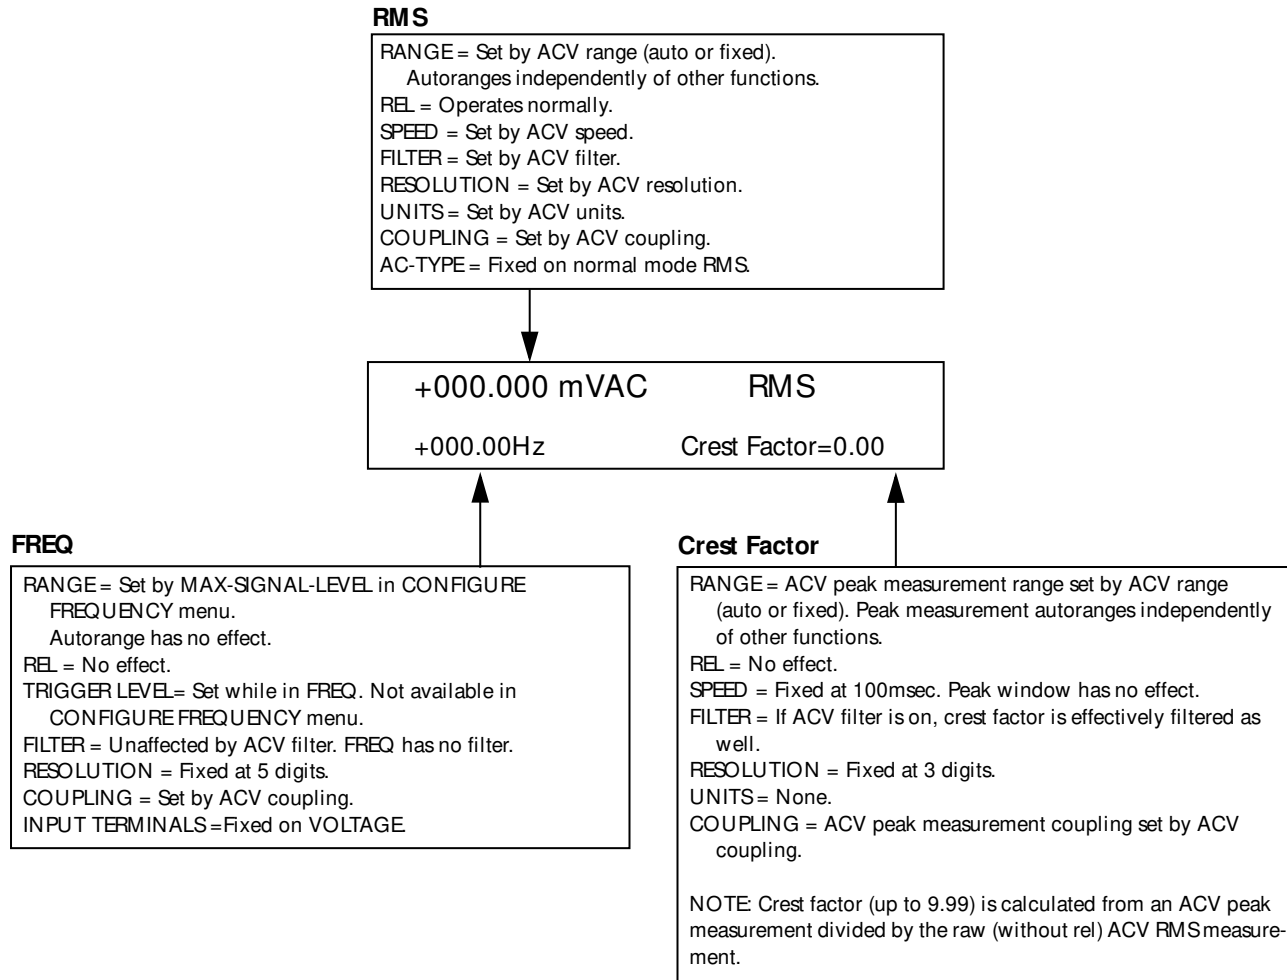 RMS
RANGE = Set by ACV range (auto or fixed).
Autoranges independently of other functions.
REL = Operates normally.
SPEED = Set by ACV speed.
FILTER = Set by ACV filter.
RESOLUTION = Set by ACV resolution.
UNITS = Set by ACV units.
COUPLING = Set by ACV coupling.
AC-TYPE = Fixed on normal mode RMS.
+000.000 mVAC RMS
+000.00Hz Crest Factor=0.00
FREQ
RANGE = Set by MAX-SIGNAL-LEVEL in CONFIGURE
FREQUENCY menu.
Autorange has no effect.
REL = No effect.
TRIGGER LEVEL= Set while in FREQ. Not available in
CONFIGURE FREQUENCY menu.
FILTER = Unaffected by ACV filter. FREQ has no filter.
RESOLUTION = Fixed at 5 digits.
COUPLING = Set by ACV coupling.
INPUT TERMINALS =Fixed on VOLTAGE.
Crest Factor
RANGE = ACV peak measurement range set by ACV range
(auto or fixed). Peak measurement autoranges independently
of other functions.
REL = No effect.
SPEED = Fixed at 100msec. Peak window has no effect.
FILTER = If ACV filter is on, crest factor is effectively filtered as
well.
RESOLUTION = Fixed at 3 digits.
UNITS = None.
COUPLING = ACV peak measurement coupling set by ACV
coupling.
NOTE: Crest factor (up to 9.99) is calculated from an ACV peak
measurement divided by the raw (without rel) ACV RMS measure-
ment.